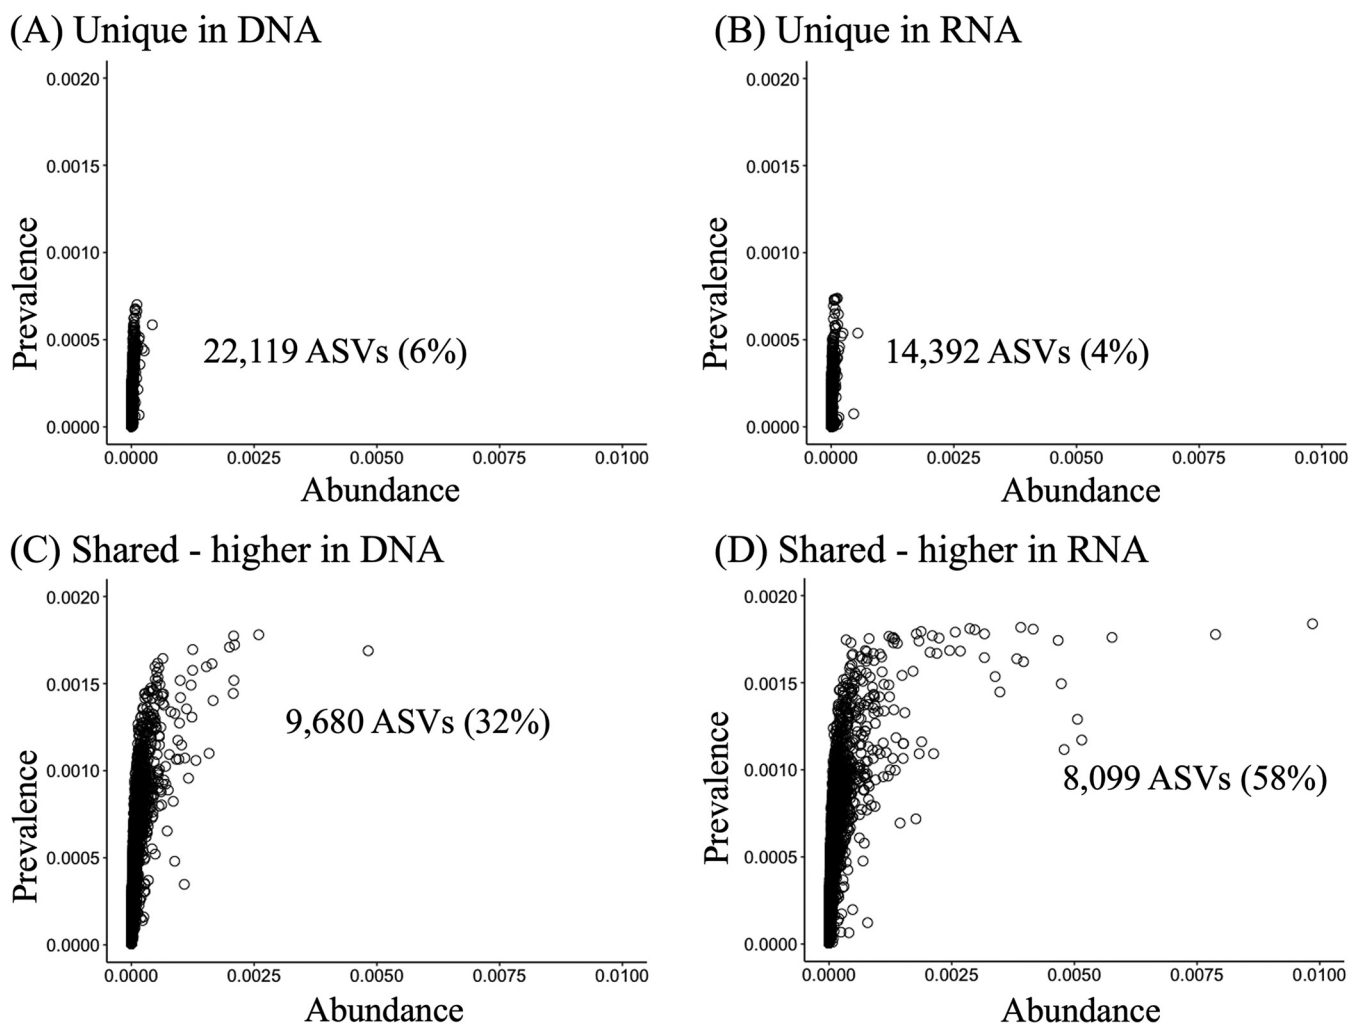 (A) Unique in DNA
0.0020
0.0015
0.0010
0.0005
0.0000
Prevalence
22,119 ASVs (6%)
0.0000 0.0025 0.0050 0.0075 0.0100
Abundance
(B) Unique in RNA
0.0020
0.0015
0.0010
0.0005
0.0000
Prevalence
14,392 ASVs (4%)
0.0000 0.0025 0.0050 0.0075 0.0100
Abundance
(C) Shared - higher in DNA
0.0020
0.0015
0.0010
0.0005
0.0000
Prevalence
9,680 ASVs (32%)
0.0000 0.0025 0.0050 0.0075 0.0100
Abundance
(D) Shared - higher in RNA
0.0020
0.0015
0.0010
0.0005
0.0000
Prevalence
8,099 ASVs (58%)
0.0000 0.0025 0.0050 0.0075 0.0100
Abundance